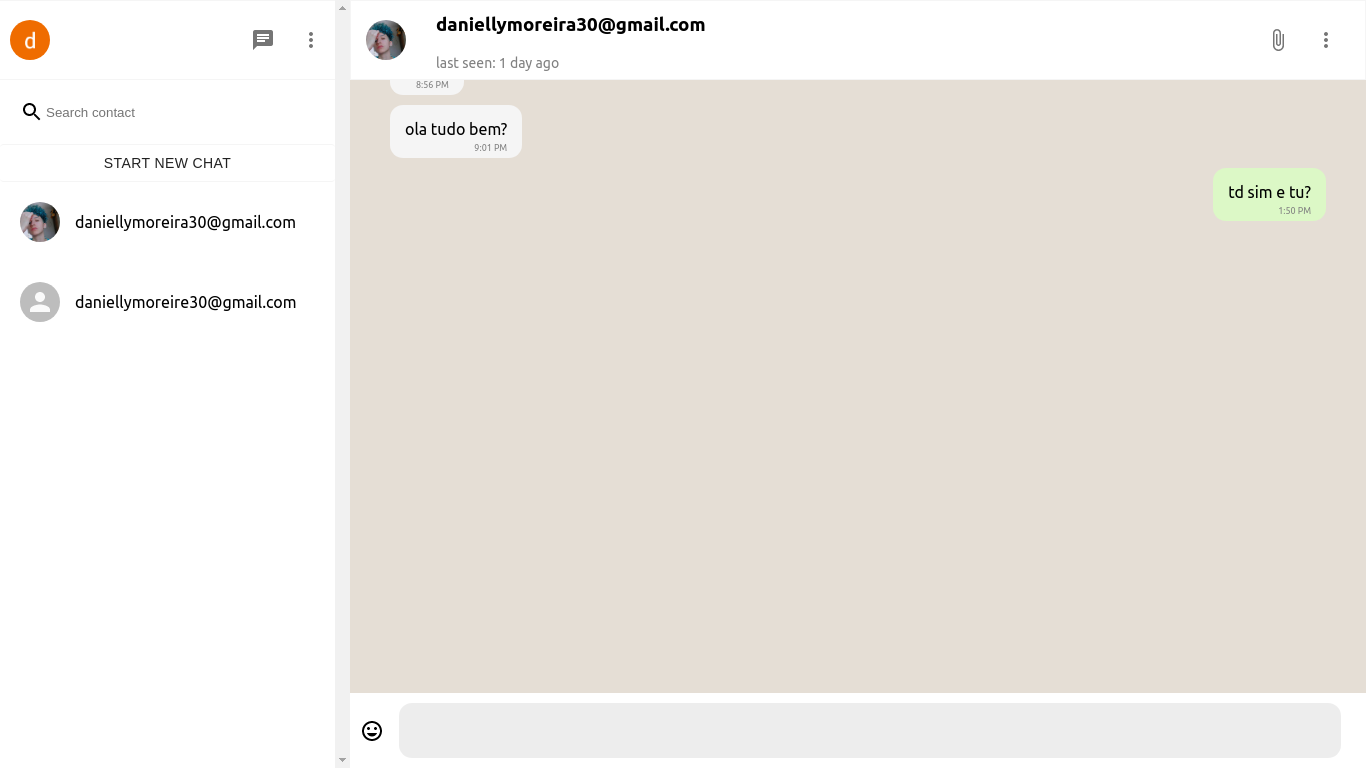 d
Search contact
START NEW CHAT
daniellymoreira30@gmail.com
daniellymoreire30@gmail.com
daniellymoreira30@gmail.com
last seen: 1 day ago
8:56 PM
ola tudo bem?
9:01 PM
td sim e tu?
1:50 PM